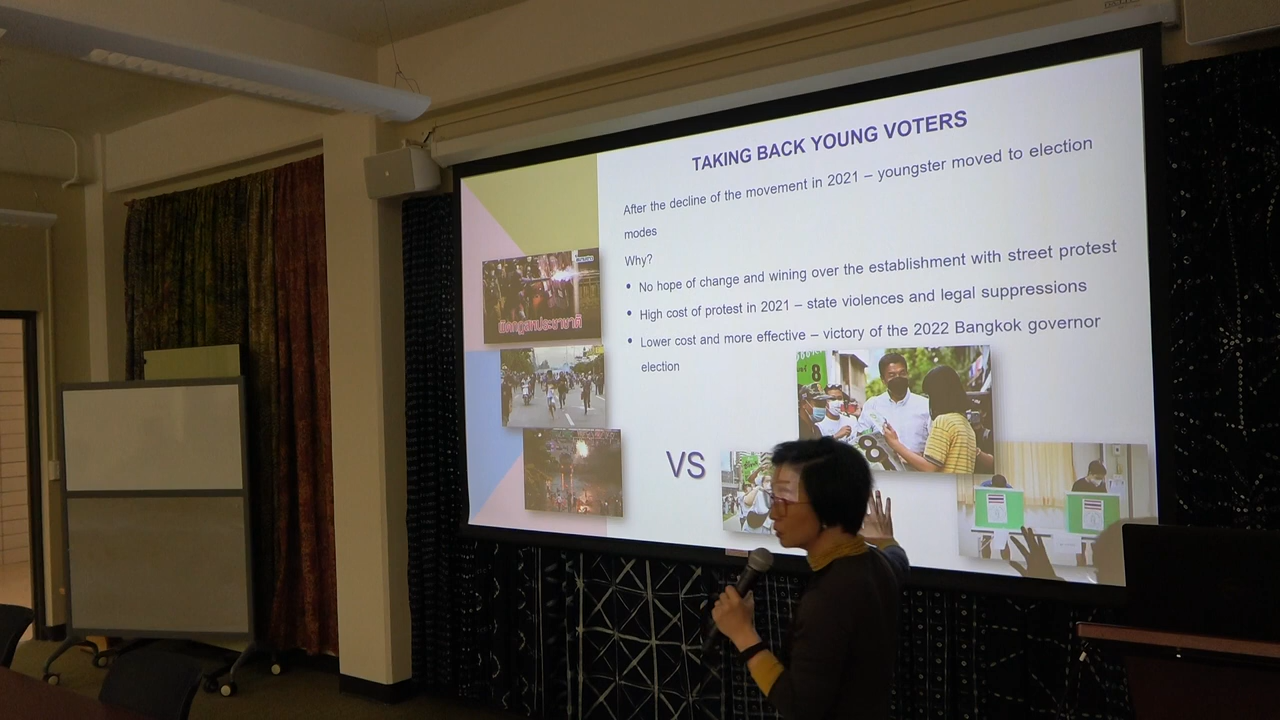 TAKING BACK YOUNG VOTERS
After the decline of the movement in 2021 – youngster moved to election
modes
Why?
• No hope of change and wining over the establishment with street protest
• High cost of protest in 2021 – state violences and legal suppressions
• Lower cost and more effective – victory of the 2022 Bangkok governor
election
VS
8
8